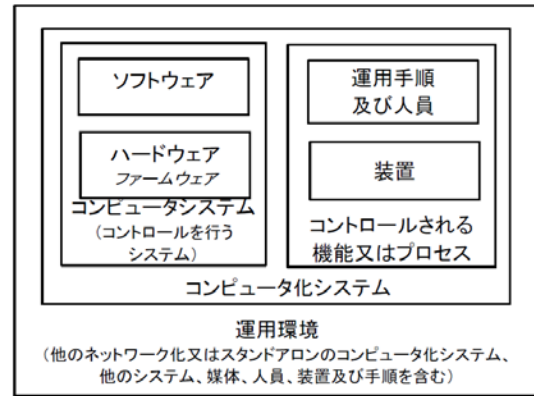 ソフトウェア
ハードウェア
ファームウェア
コンピュータシステム
（コントロールを行う
システム）
運用手順
及び人員
装置
コントロールされる
機能又はプロセス
コンピュータ化システム
運用環境
（他のネットワーク化又はスタンドアロンのコンピュータ化システム、
他のシステム、媒体、人員、装置及び手順を含む）